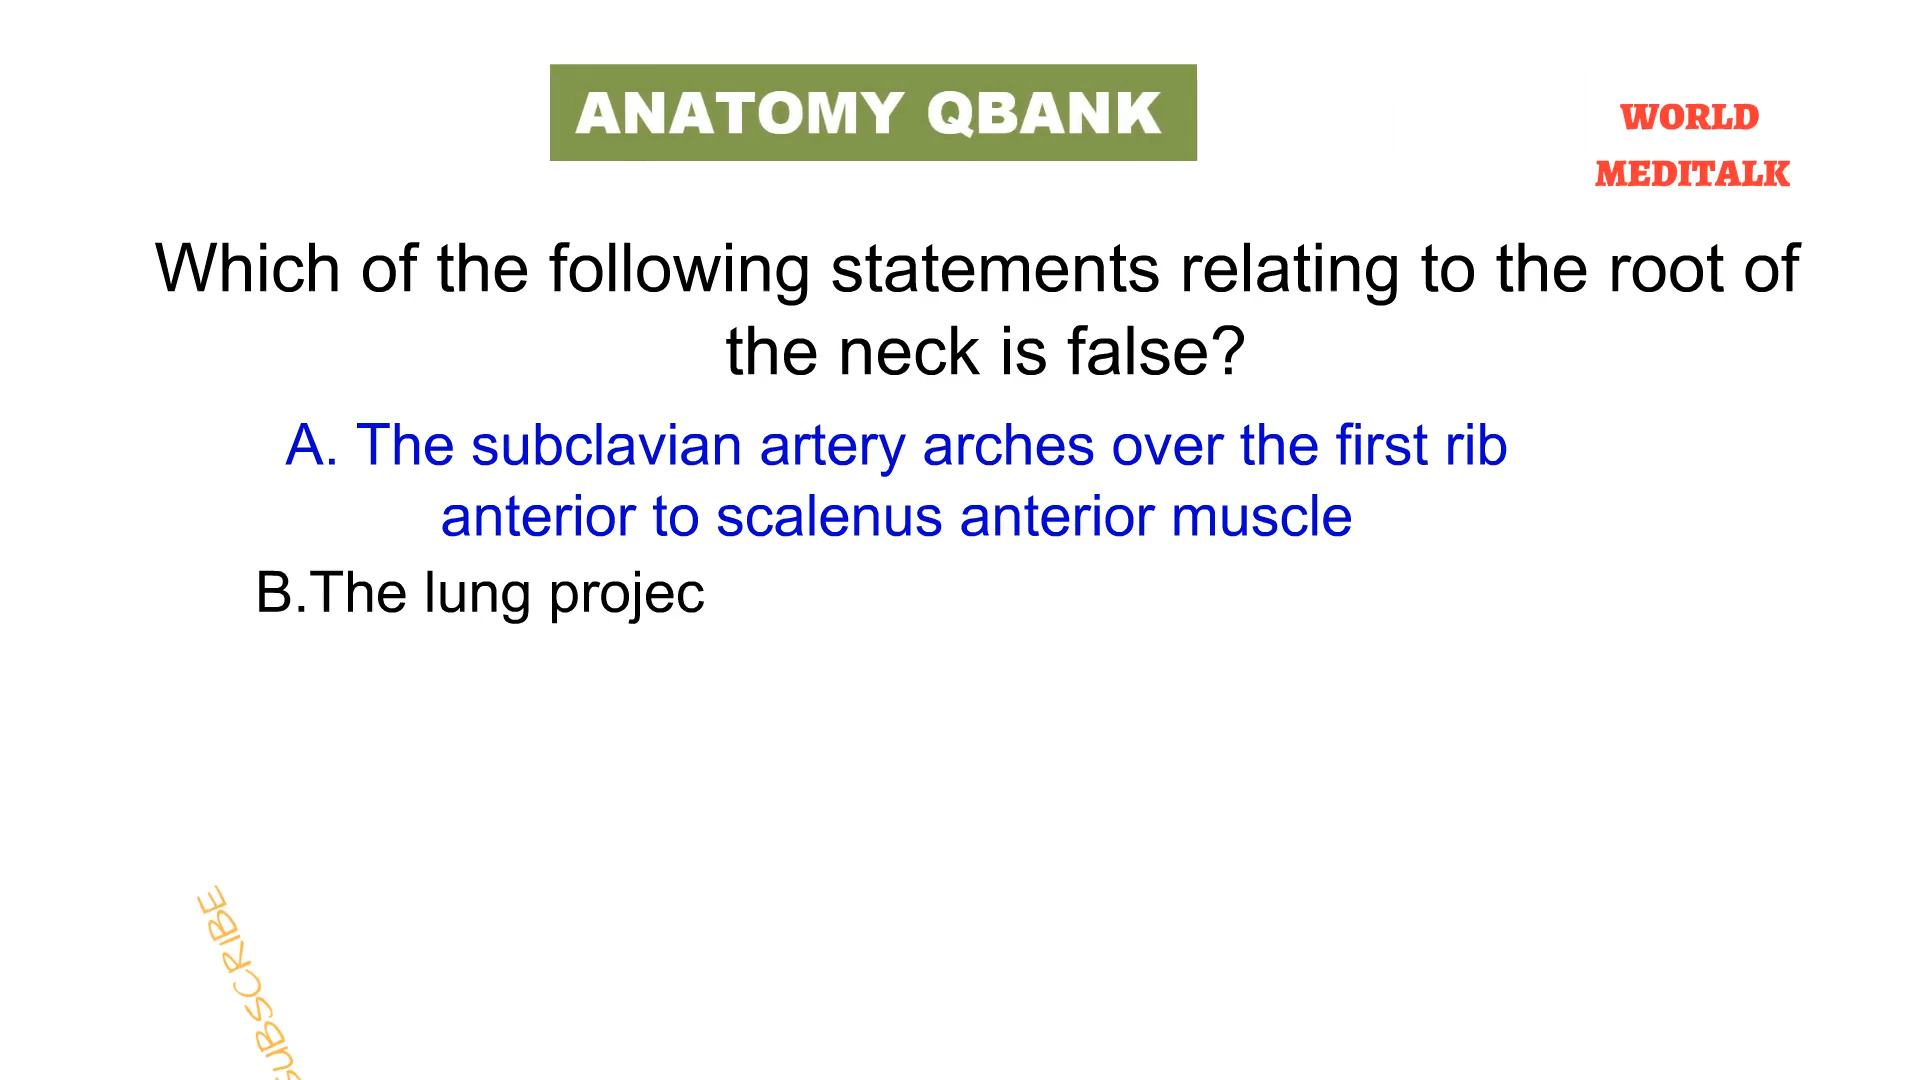 ANATOMY QBANK
WORLD
MEDITALK
Which of the following statements relating to the root of
the neck is false?
A. The subclavian artery arches over the first rib
anterior to scalenus anterior muscle
B.The lung projec
SUBSCRIBE